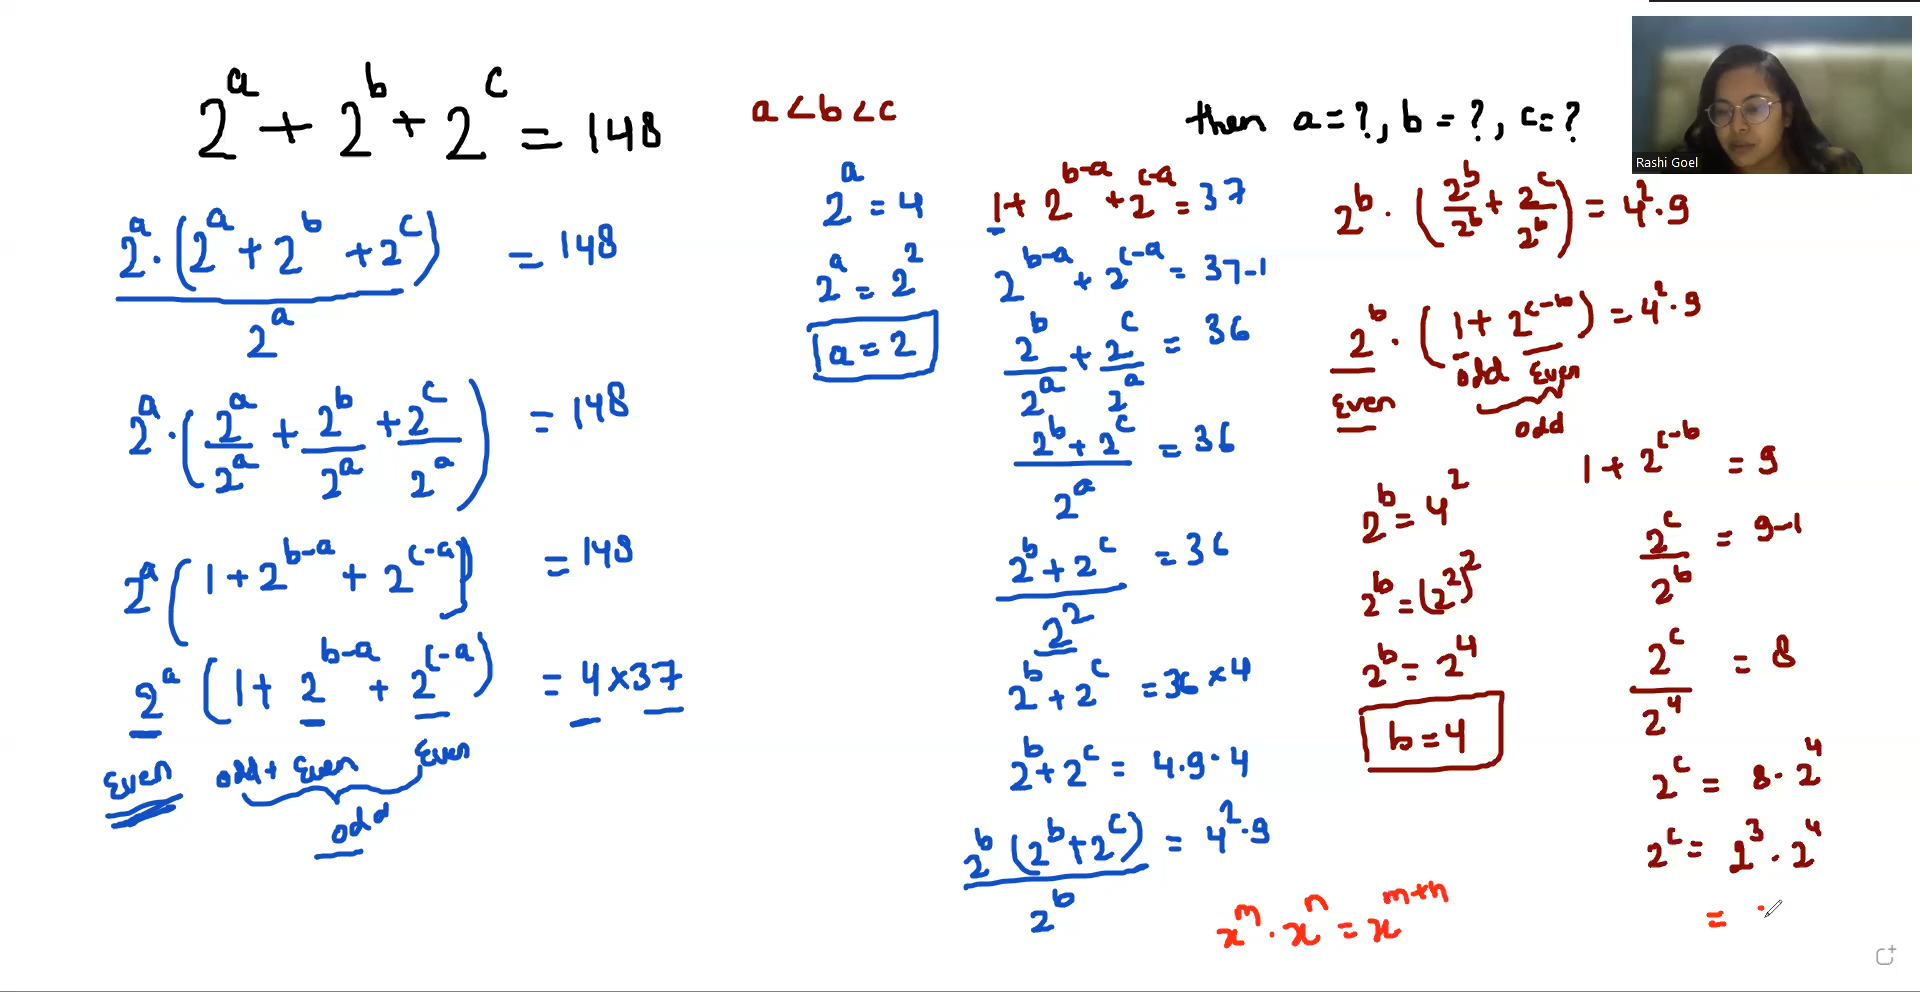 2^a + 2^b + 2^c = 148
a < b < c
then a = ?, b = ?, c = ?
Rashi Goel
2^a · (2^a + 2^b + 2^c) / 2^a = 148
2^a · (2^a/2^a + 2^b/2^a + 2^c/2^a) = 148
2^a (1 + 2^(b-a) + 2^(c-a)) = 148
2^a (1 + 2^(b-a) + 2^(c-a)) = 4 × 37
Even odd + Even Even
odd
2^a = 4
2^a = 2^2
a = 2
1 + 2^(b-a) + 2^(c-a) = 37
2^(b-a) + 2^(c-a) = 37-1
2^b/2^a + 2^c/2^a = 36
(2^b + 2^c)/2^a = 36
(2^b + 2^c)/2^2 = 36
2^b + 2^c = 36 × 4
2^b + 2^c = 4·9·4
2^b (2^b + 2^c)/2^b = 4^2·9
2^b · (2^b/2^b + 2^c/2^b) = 4^2·9
2^b · (1 + 2^(c-b)) = 4^2·9
Even odd Even
odd
2^b = 4^2
2^b = (2^2)^2
2^b = 2^4
b = 4
1 + 2^(c-b) = 9
2^c/2^b = 9-1
2^c/2^4 = 8
2^c = 8·2^4
2^c = 2^3·2^4
=
x^m · x^n = x^(m+n)